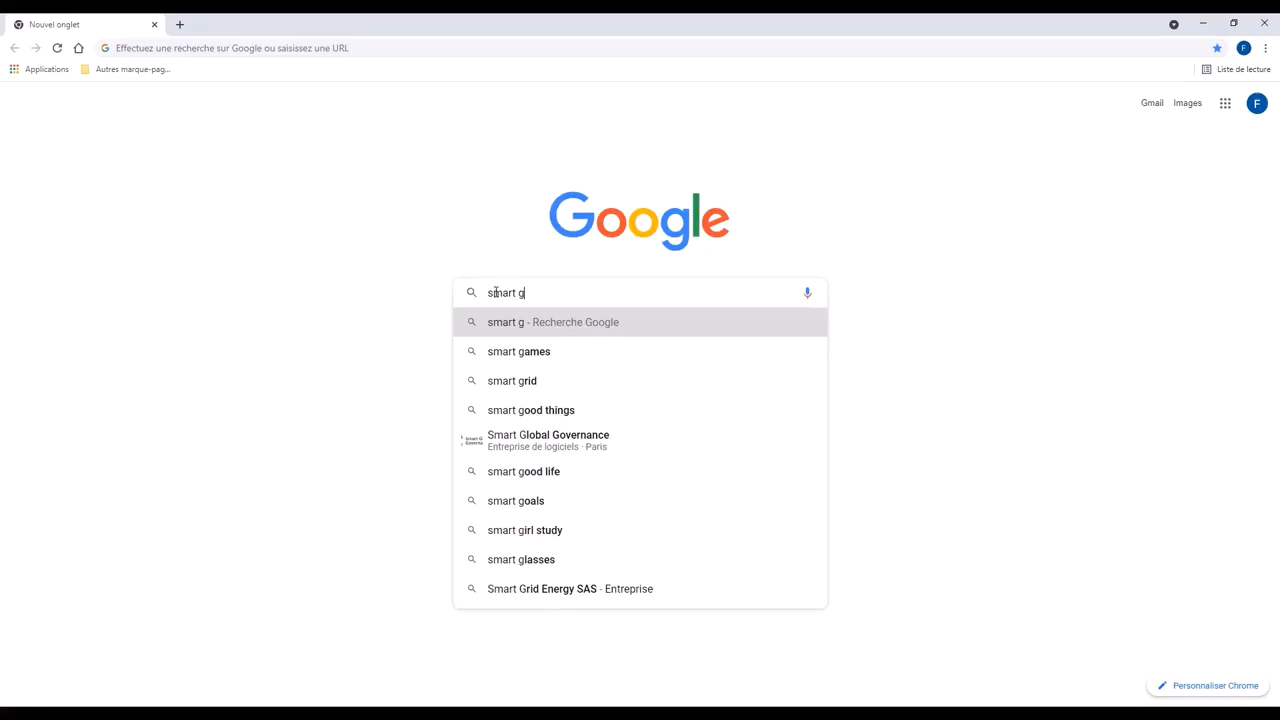 Nouvel onglet
Effectuez une recherche sur Google ou saisissez une URL
F
Applications
Autres marque-pag...
Liste de lecture
Gmail
Images
F
Google
smart g
smart g - Recherche Google
smart games
smart grid
smart good things
Smart Global Governance
Entreprise de logiciels · Paris
smart good life
smart goals
smart girl study
smart glasses
Smart Grid Energy SAS · Entreprise
Personnaliser Chrome